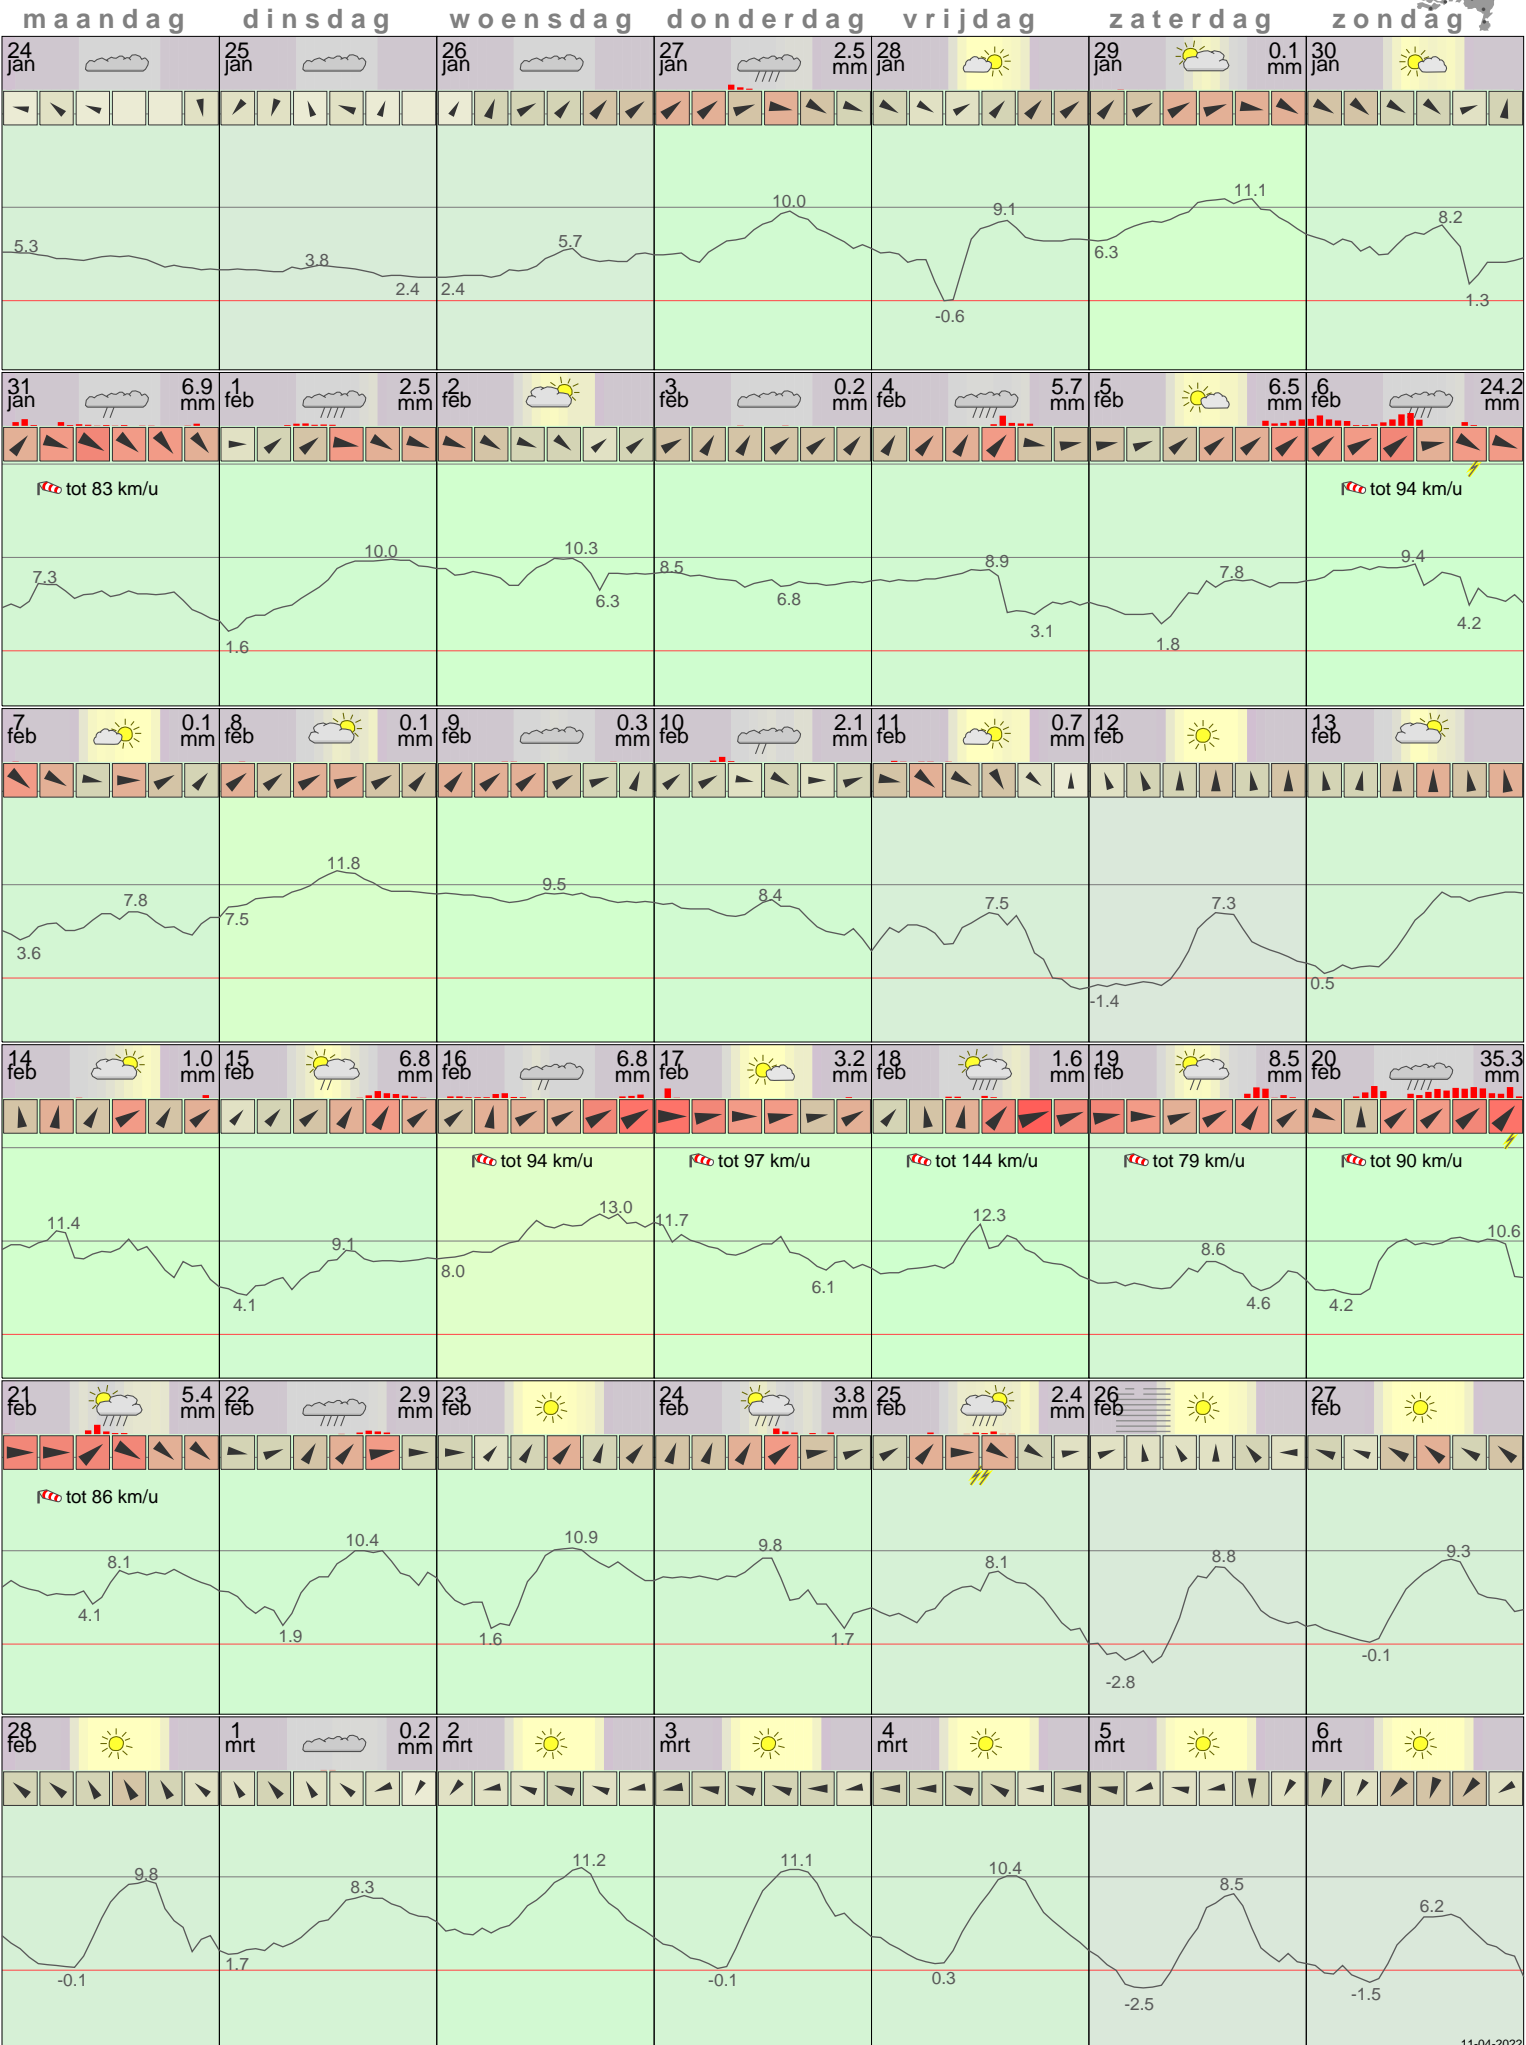 maandag dinsdag woensdag donderdag vrijdag zaterdag zondag
24 jan
25 jan
26 jan
27 jan 2.5 mm
28 jan
29 jan 0.1 mm
30 jan
5.3 3.8 2.4 2.4 5.7 10.0 -0.6 9.1 6.3 11.1 8.2 1.3
31 jan 6.9 mm
1 feb 2.5 mm
2 feb
3 feb 0.2 mm
4 feb 5.7 mm
5 feb 6.5 mm
6 feb 24.2 mm
tot 83 km/u
tot 94 km/u
7.3 1.6 10.0 10.3 6.3 8.5 6.8 8.9 3.1 1.8 7.8 9.4 4.2
7 feb 0.1 mm
8 feb 0.1 mm
9 feb 0.3 mm
10 feb 2.1 mm
11 feb 0.7 mm
12 feb
13 feb
3.6 7.8 7.5 11.8 9.5 8.4 7.5 -1.4 7.3 0.5
14 feb 1.0 mm
15 feb 6.8 mm
16 feb 6.8 mm
17 feb 3.2 mm
18 feb 1.6 mm
19 feb 8.5 mm
20 feb 35.3 mm
tot 94 km/u
tot 97 km/u
tot 144 km/u
tot 79 km/u
tot 90 km/u
11.4 4.1 9.1 8.0 13.0 11.7 6.1 12.3 8.6 4.6 4.2 10.6
21 feb 5.4 mm
22 feb 2.9 mm
23 feb
24 feb 3.8 mm
25 feb 2.4 mm
26 feb
27 feb
tot 86 km/u
4.1 8.1 1.9 10.4 1.6 10.9 9.8 1.7 8.1 -2.8 8.8 -0.1 9.3
28 feb
1 mrt 0.2 mm
2 mrt
3 mrt
4 mrt
5 mrt
6 mrt
-0.1 9.8 1.7 8.3 11.2 -0.1 11.1 0.3 10.4 -2.5 8.5 -1.5 6.2
11-04-2022